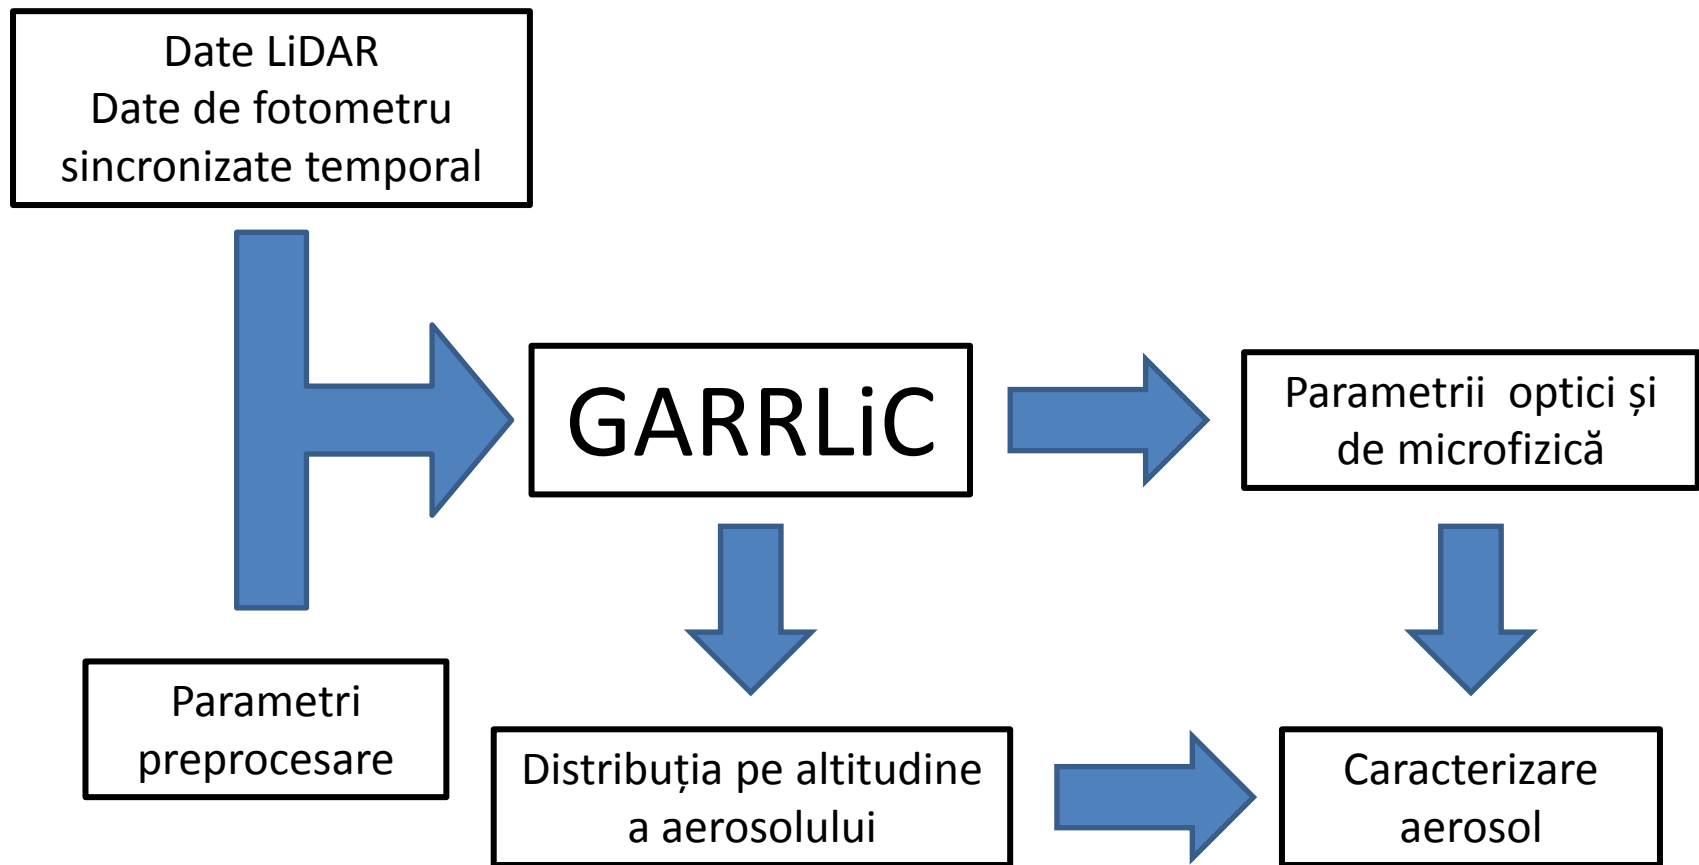 Date LiDAR
Date de fotometru
sincronizate temporal
GARRLiC
Parametrii optici și
de microfizică
Parametri
preprocesare
Distribuția pe altitudine
a aerosolului
Caracterizare
aerosol